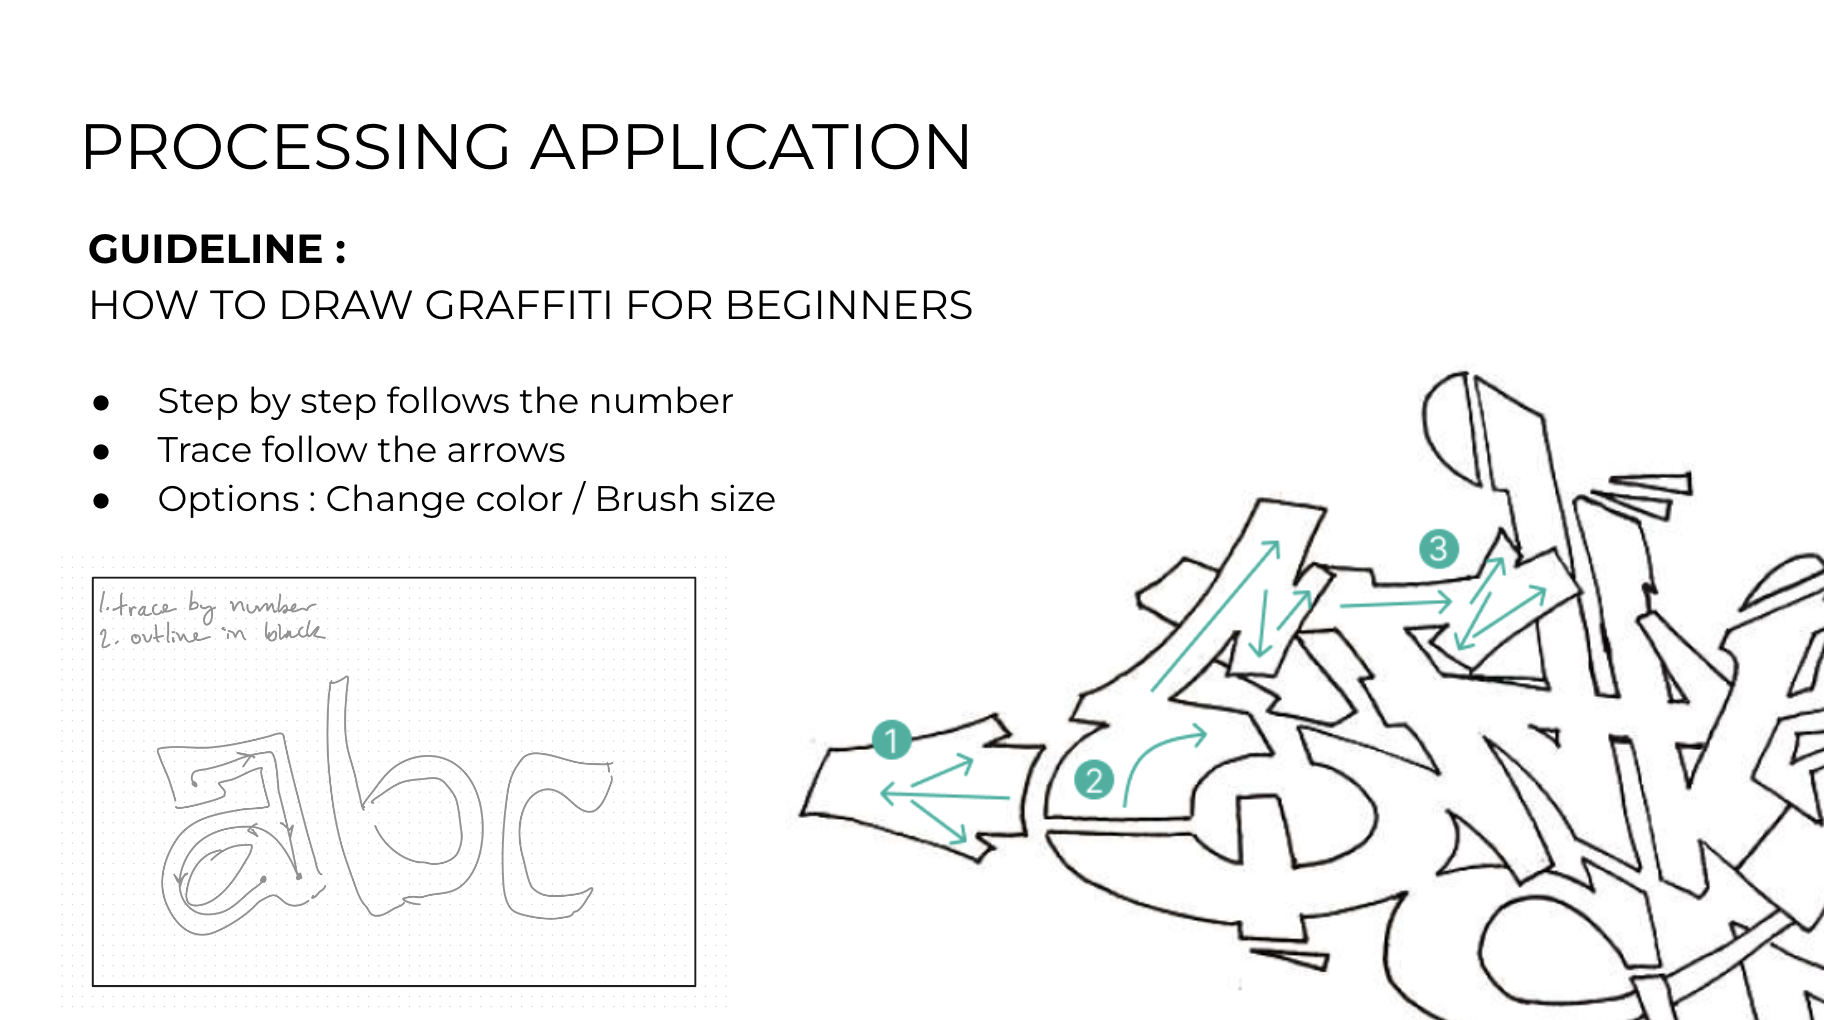 PROCESSING APPLICATION
GUIDELINE :
HOW TO DRAW GRAFFITI FOR BEGINNERS
● Step by step follows the number
● Trace follow the arrows
● Options : Change color / Brush size
1. trace by number
2. outline in black
abc
1
2
3